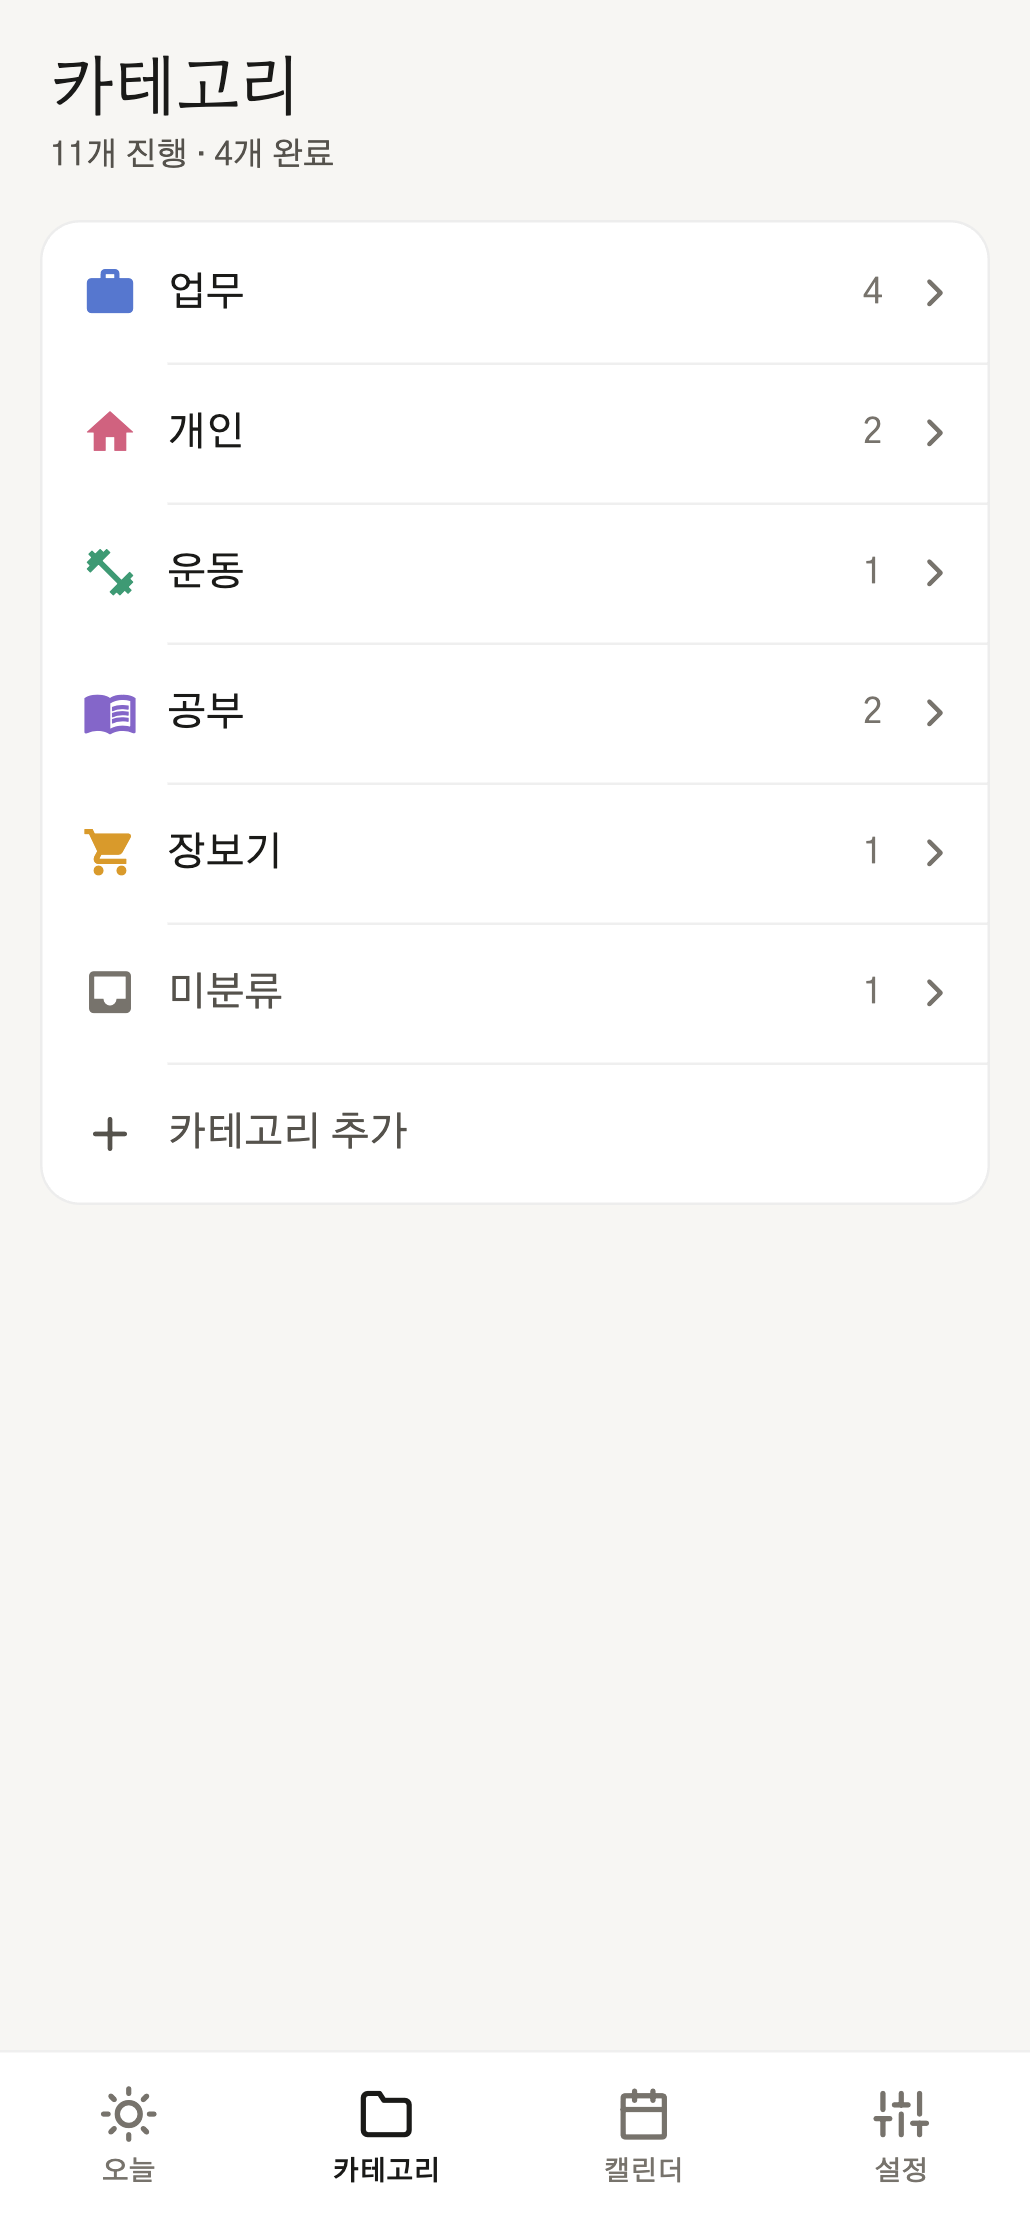 카테고리
11개 진행 · 4개 완료
업무 4
개인 2
운동 1
공부 2
장보기 1
미분류 1
카테고리 추가
오늘 카테고리 캘린더 설정